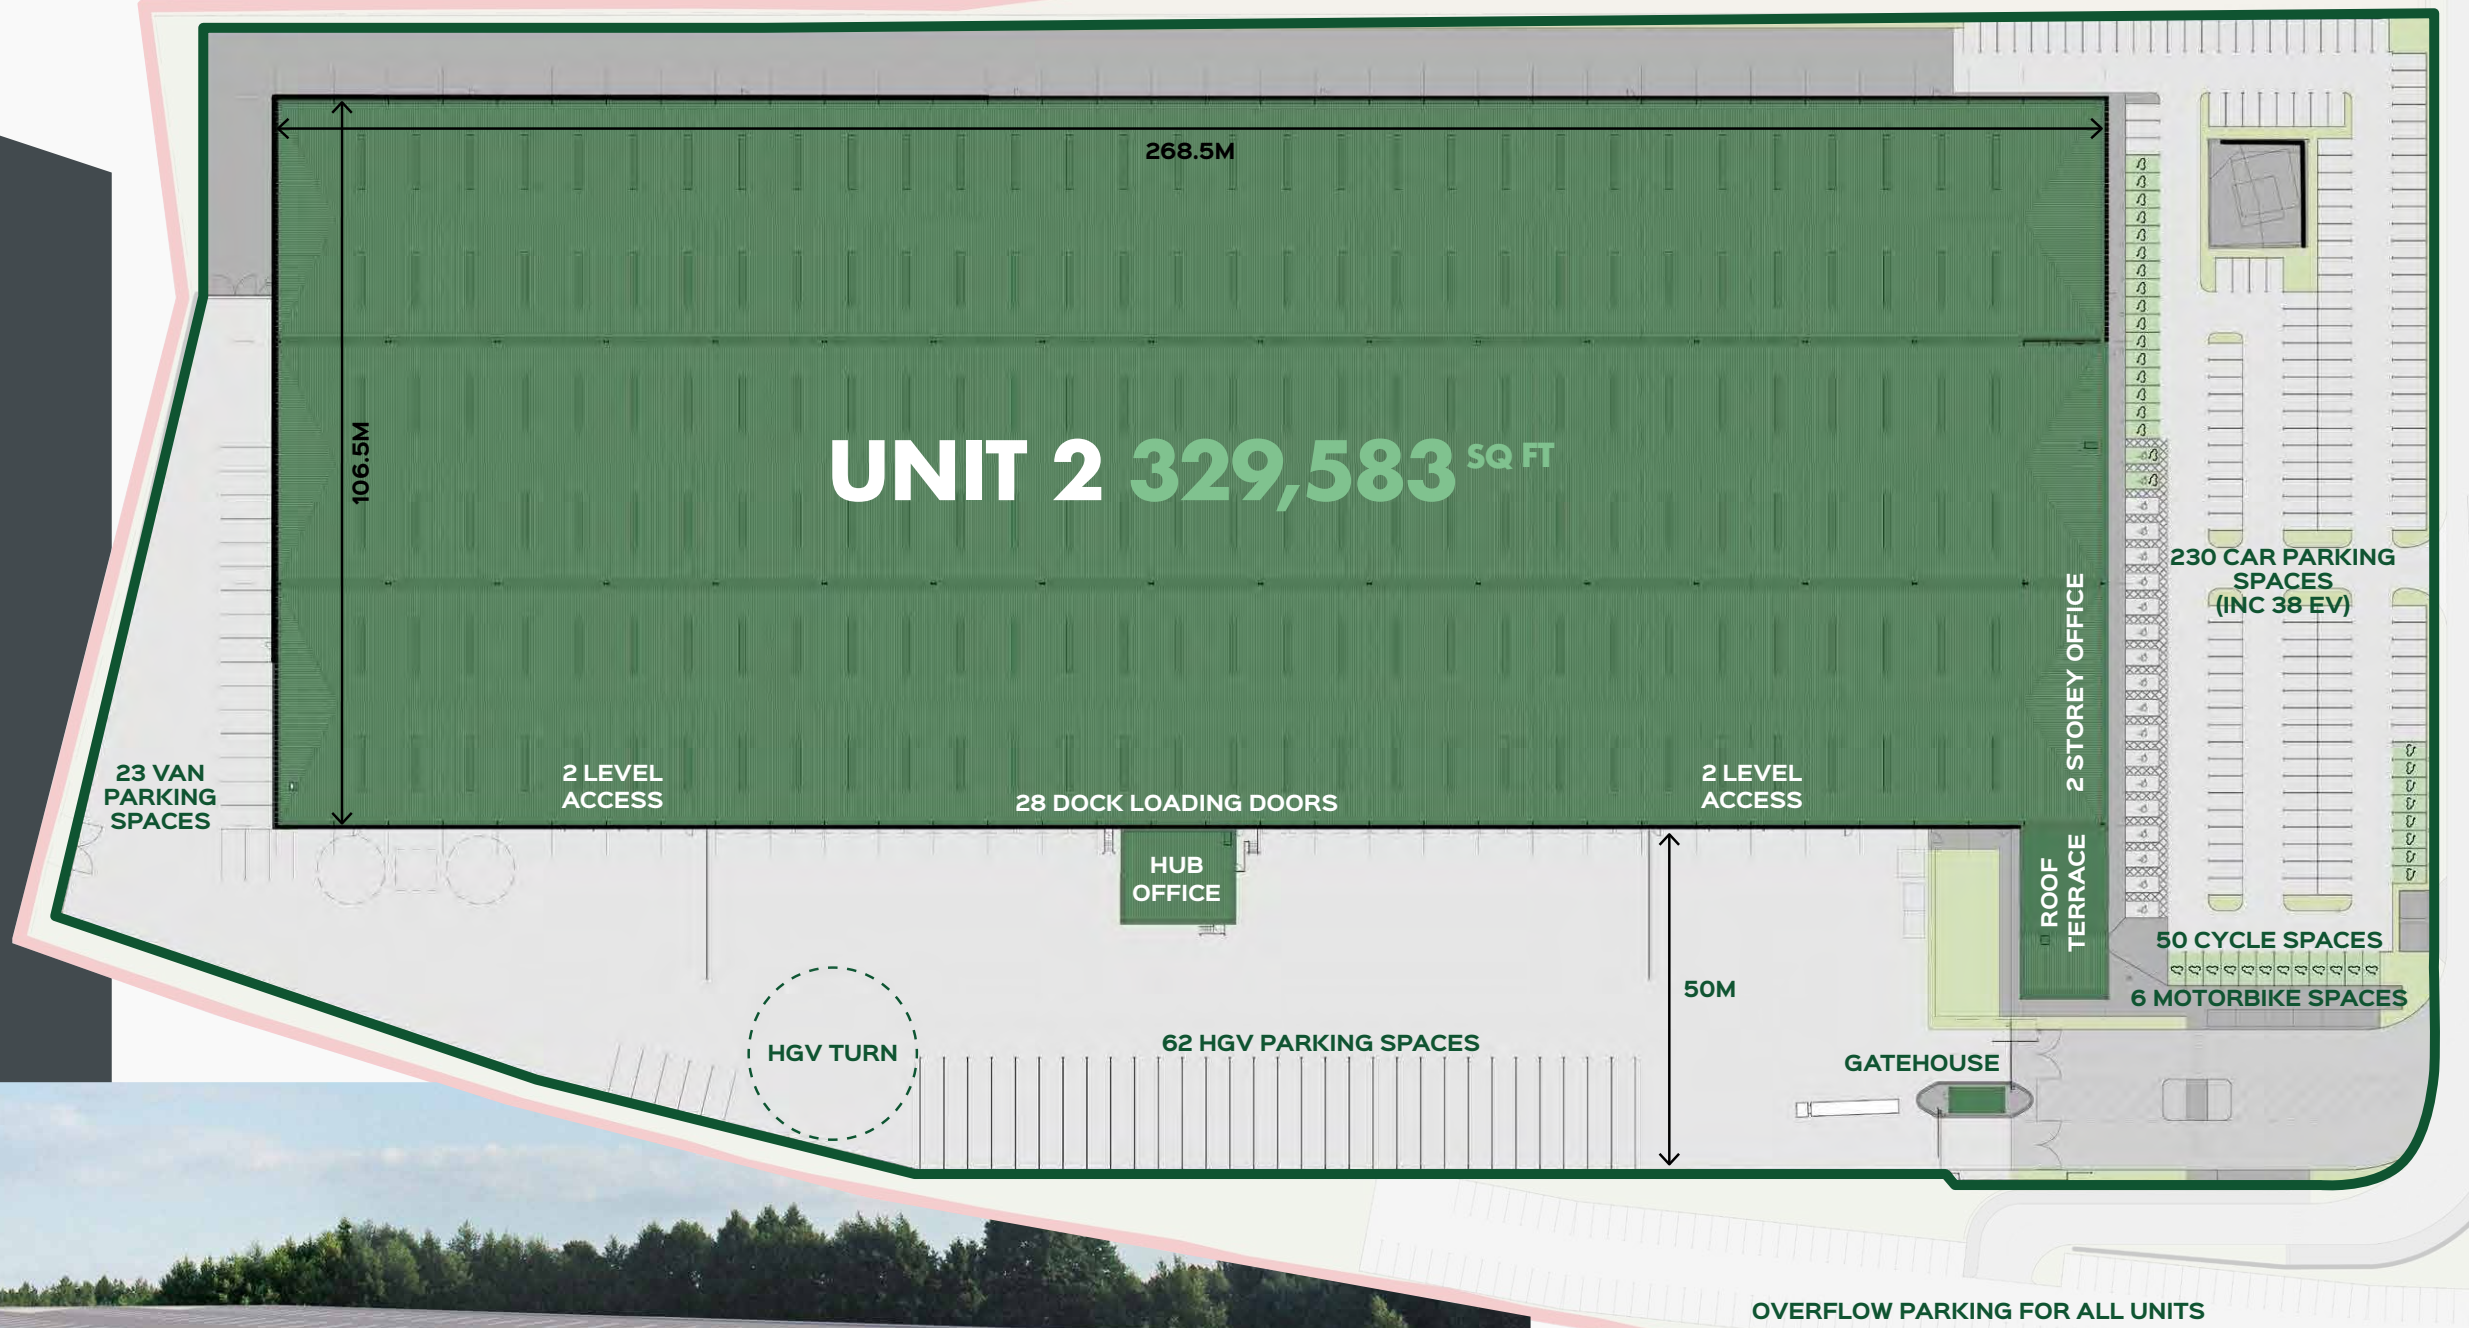 268.5M
106.5M
UNIT 2 329,583 SQ FT
230 CAR PARKING
SPACES
(INC 38 EV)
2 STOREY OFFICE
23 VAN
PARKING
SPACES
2 LEVEL
ACCESS
28 DOCK LOADING DOORS
2 LEVEL
ACCESS
HUB
OFFICE
ROOF
TERRACE
50 CYCLE SPACES
6 MOTORBIKE SPACES
50M
HGV TURN
62 HGV PARKING SPACES
GATEHOUSE
OVERFLOW PARKING FOR ALL UNITS